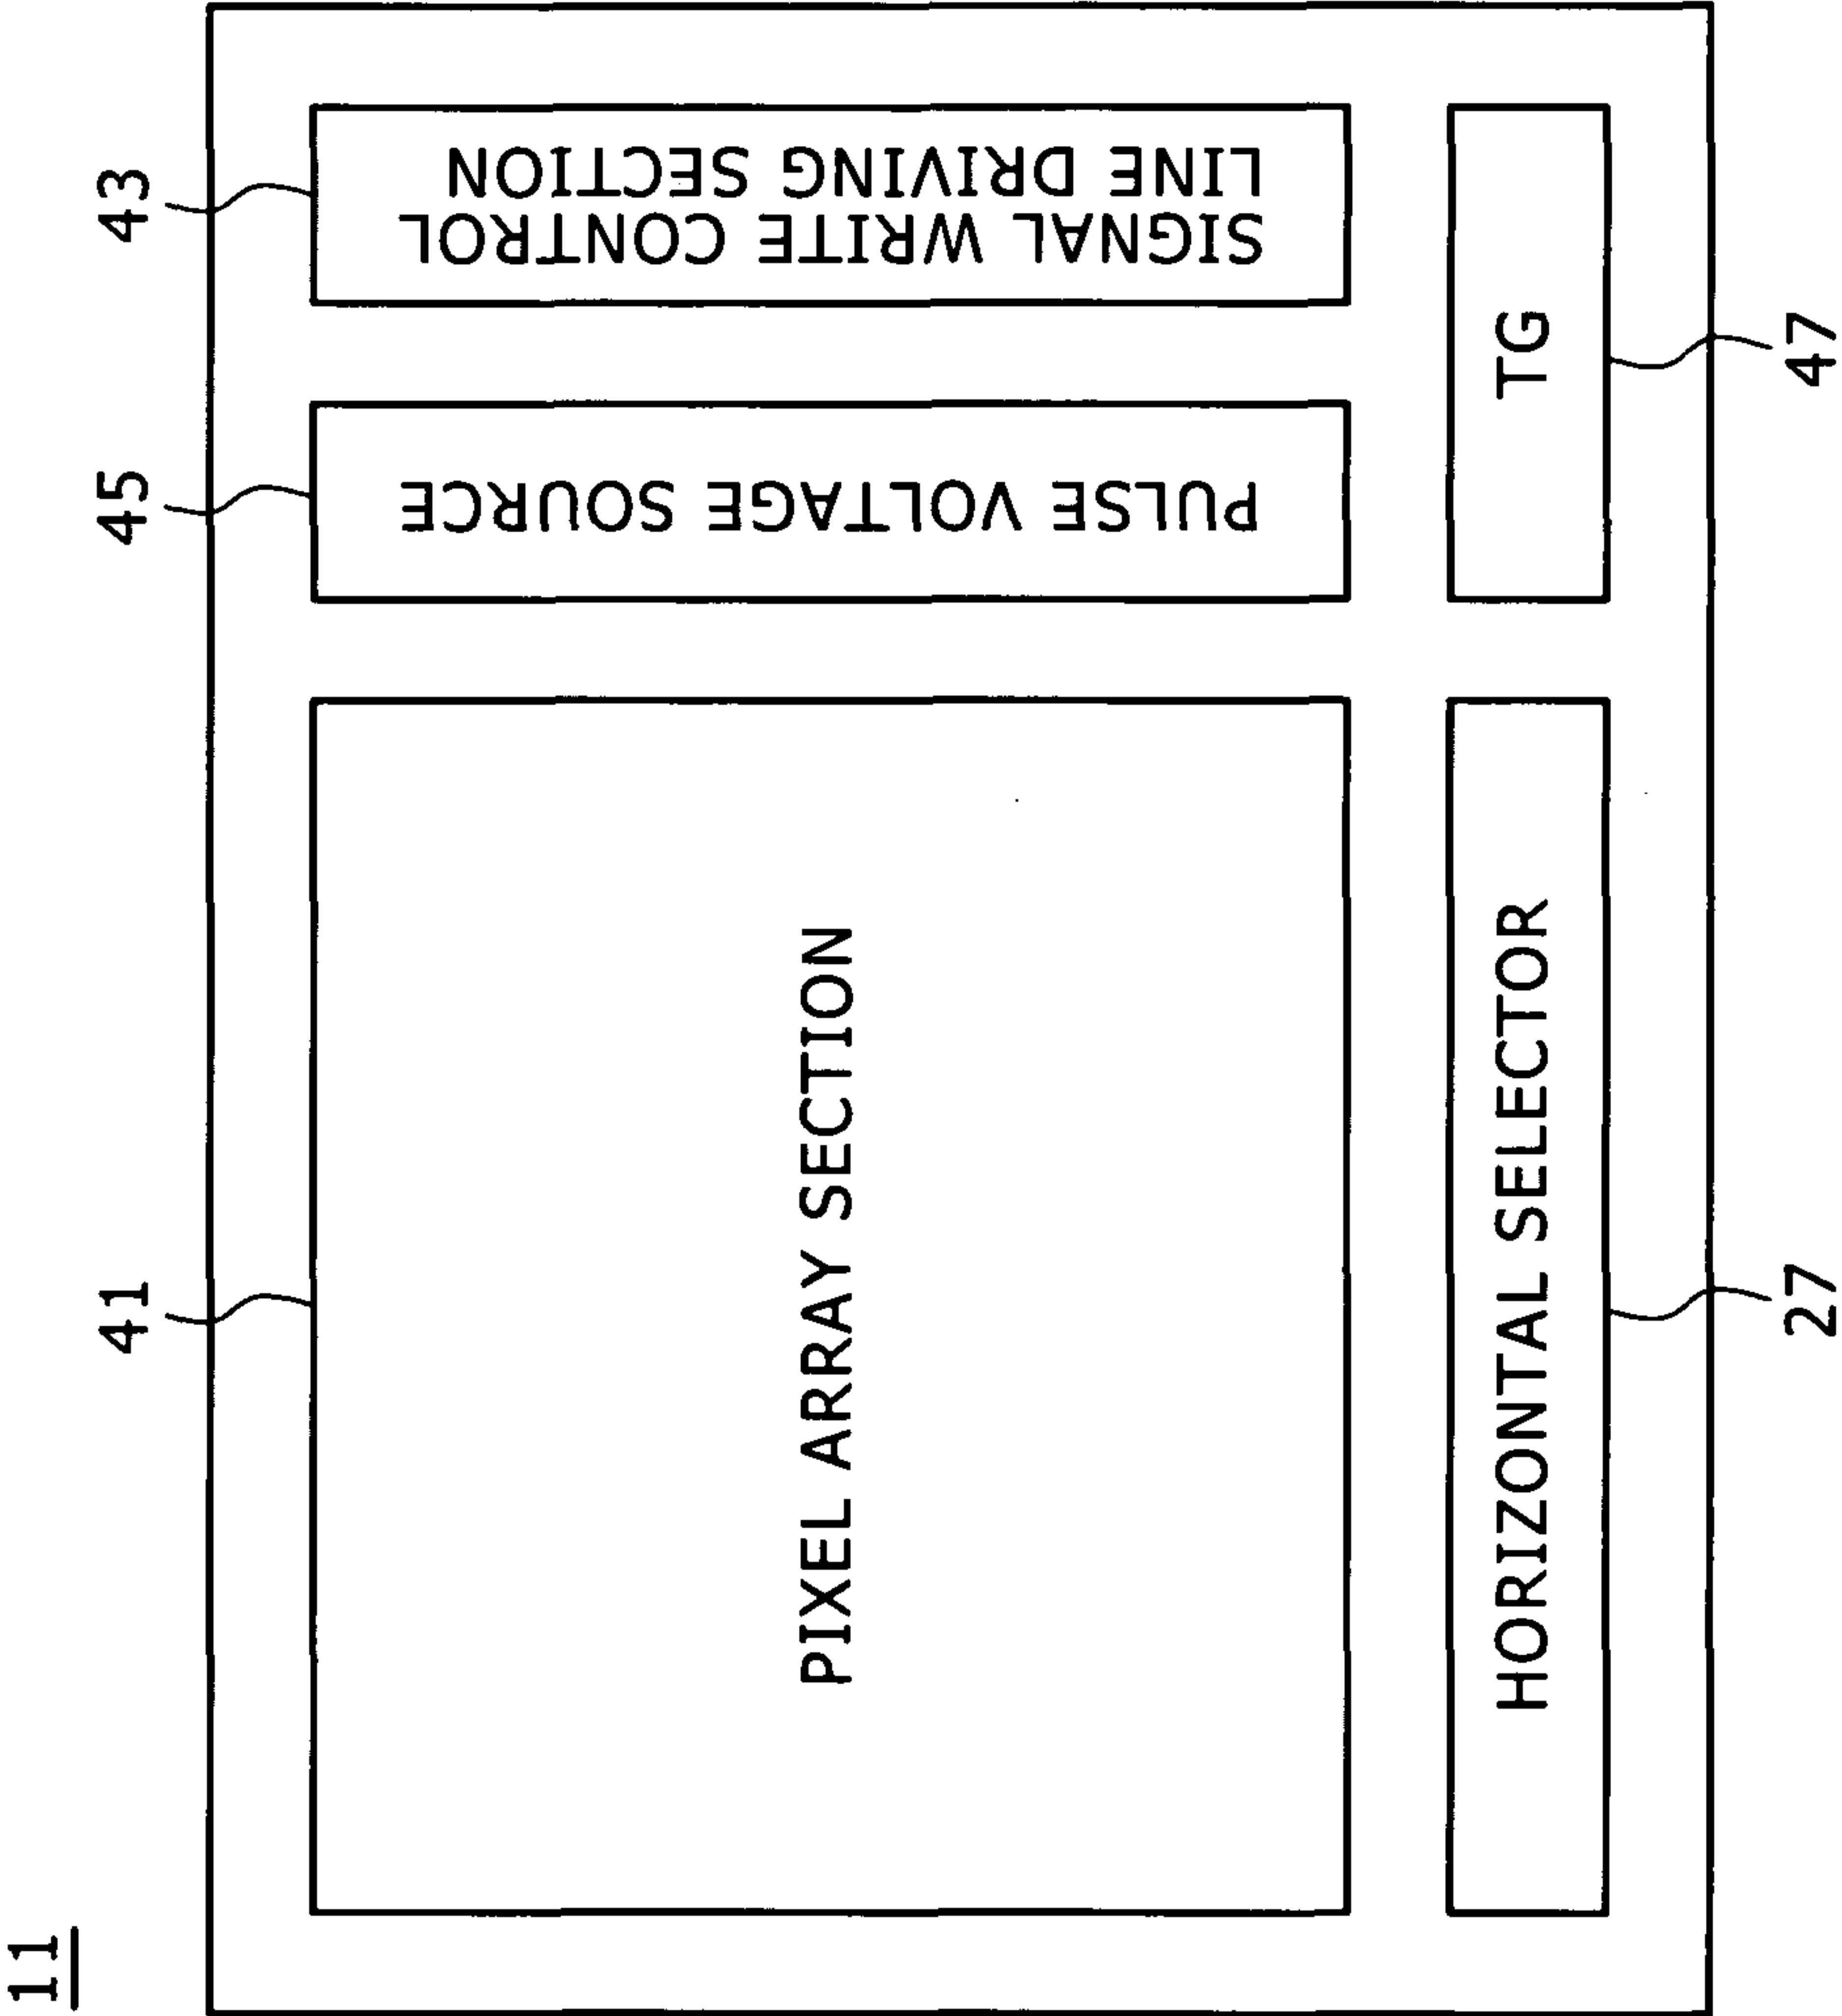 11
41
45
43
PIXEL ARRAY SECTION
PULSE VOLTAGE SOURCE
SIGNAL WRITE CONTROL
LINE DRIVING SECTION
HORIZONTAL SELECTOR
TG
27
47